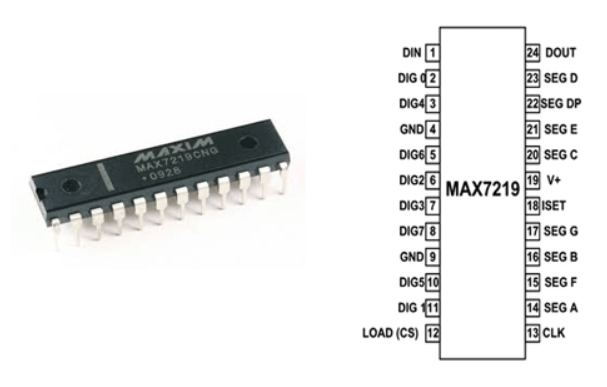 MAXIM
MAX7219CNG
+0928
DIN 1
DIG 0 2
DIG4 3
GND 4
DIG6 5
DIG2 6
DIG3 7
DIG7 8
GND 9
DIG5 10
DIG 1 11
LOAD (CS) 12
MAX7219
24 DOUT
23 SEG D
22 SEG DP
21 SEG E
20 SEG C
19 V+
18 ISET
17 SEG G
16 SEG B
15 SEG F
14 SEG A
13 CLK